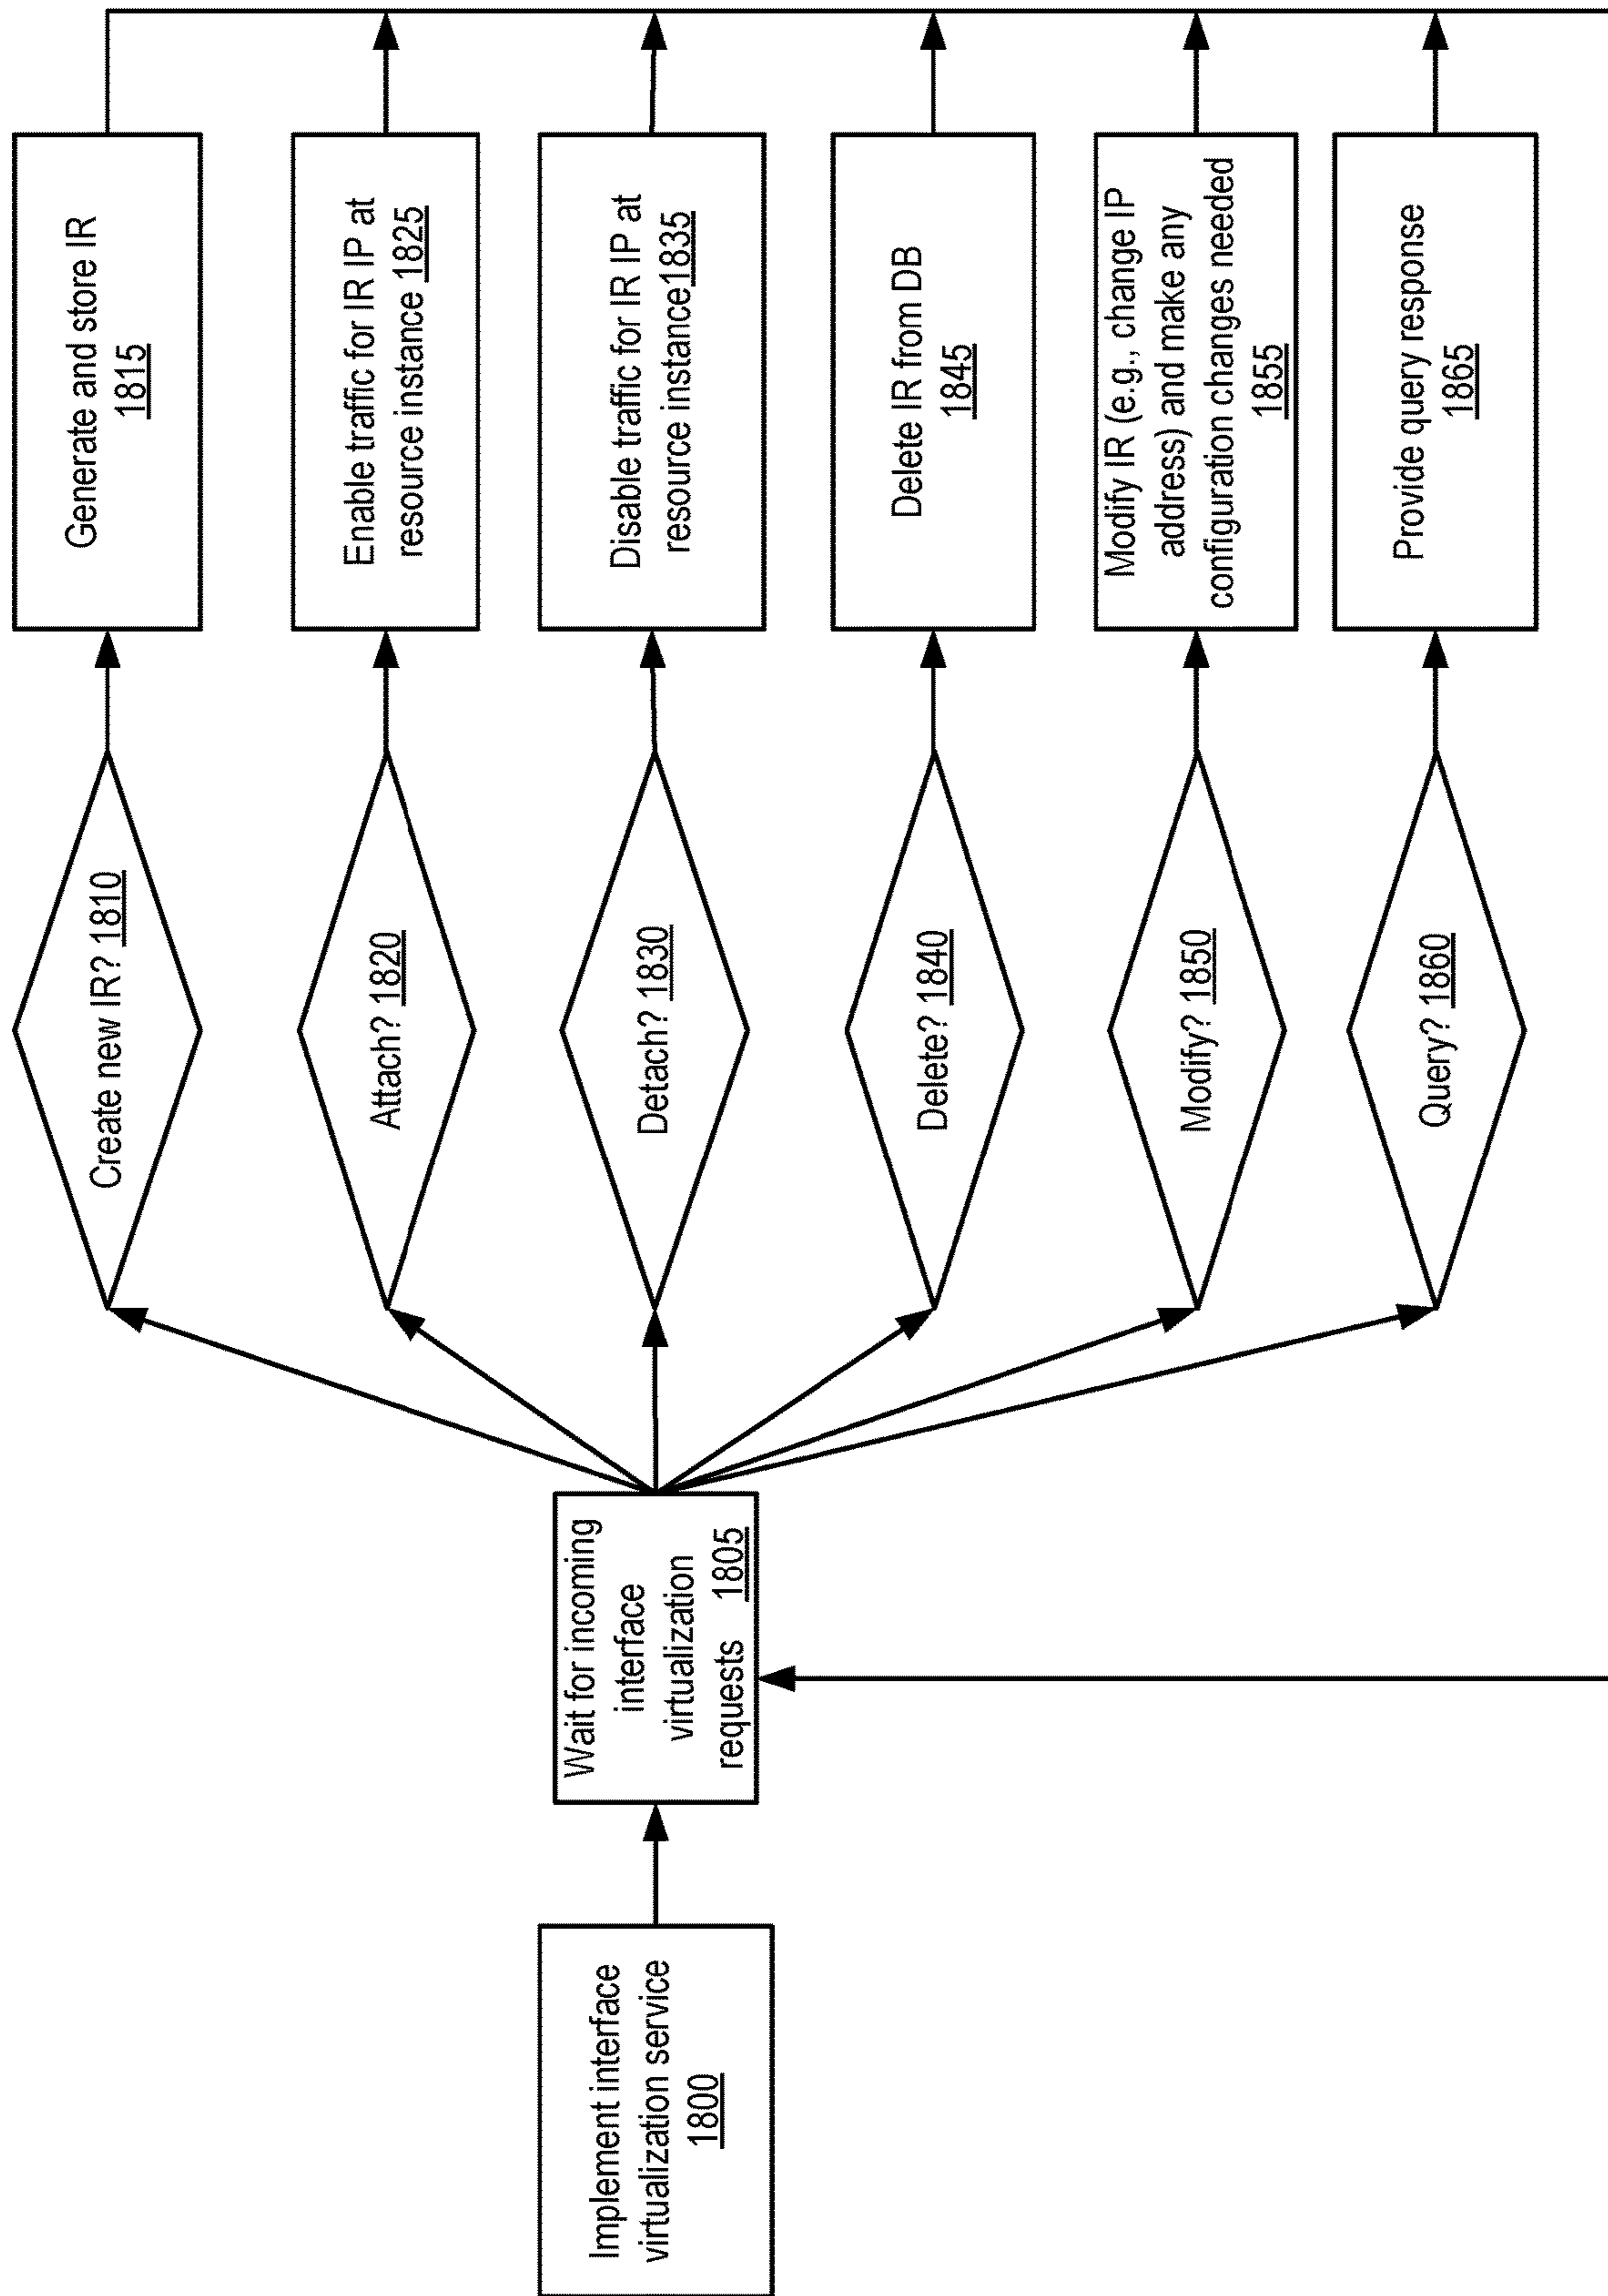 Implement interface
virtualization service
1800
Wait for incoming
interface
virtualization
requests 1805
Create new IR? 1810
Generate and store IR
1815
Attach? 1820
Enable traffic for IR IP at
resource instance 1825
Detach? 1830
Disable traffic for IR IP at
resource instance1835
Delete? 1840
Delete IR from DB
1845
Modify? 1850
Modify IR (e.g., change IP
address) and make any
configuration changes needed
1855
Query? 1860
Provide query response
1865